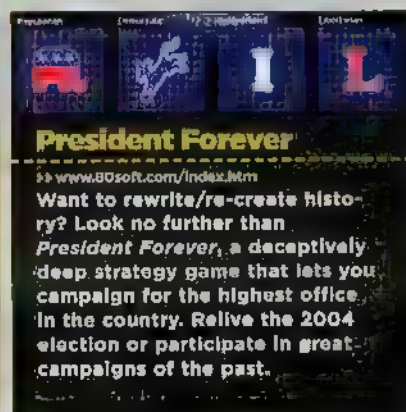 Republican
I
L
President Forever
>> www.80soft.com/index.htm
Want to rewrite/re-create histo-
ry? Look no further than
President Forever, a deceptively
deep strategy game that lets you
campaign for the highest office
in the country. Relive the 2004
election or participate in great
campaigns of the past.